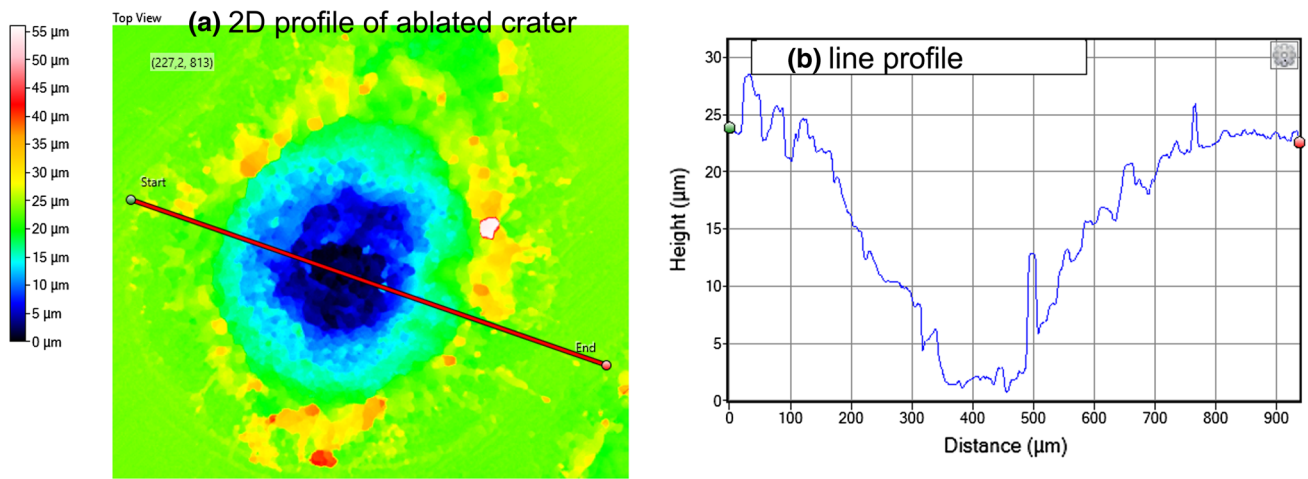 Top View
(a) 2D profile of ablated crater
55 µm
50 µm
45 µm
40 µm
35 µm
30 µm
25 µm
20 µm
15 µm
10 µm
5 µm
0 µm
(227,2, 813)
Start
End
(b) line profile
Height (µm)
30
25
20
15
10
5
0
0 100 200 300 400 500 600 700 800 900
Distance (µm)